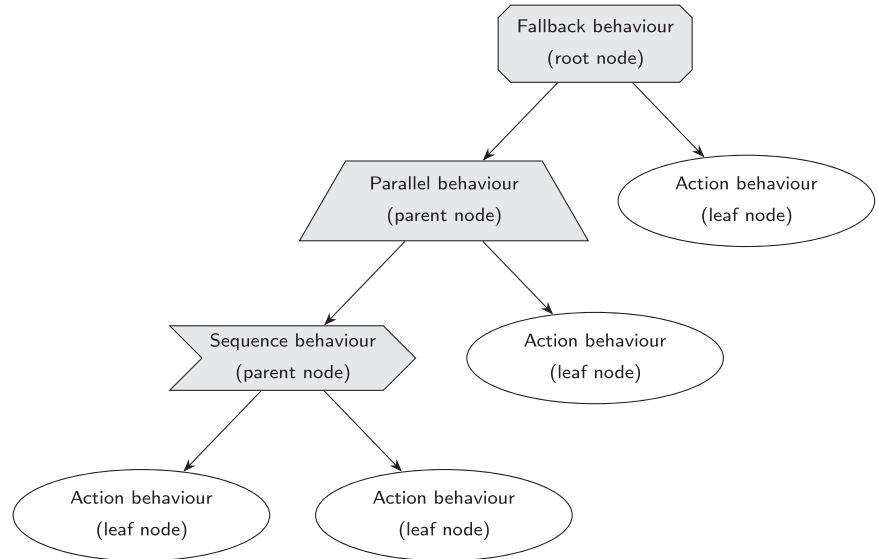 Fallback behaviour
(root node)
Parallel behaviour
(parent node)
Action behaviour
(leaf node)
Sequence behaviour
(parent node)
Action behaviour
(leaf node)
Action behaviour
(leaf node)
Action behaviour
(leaf node)